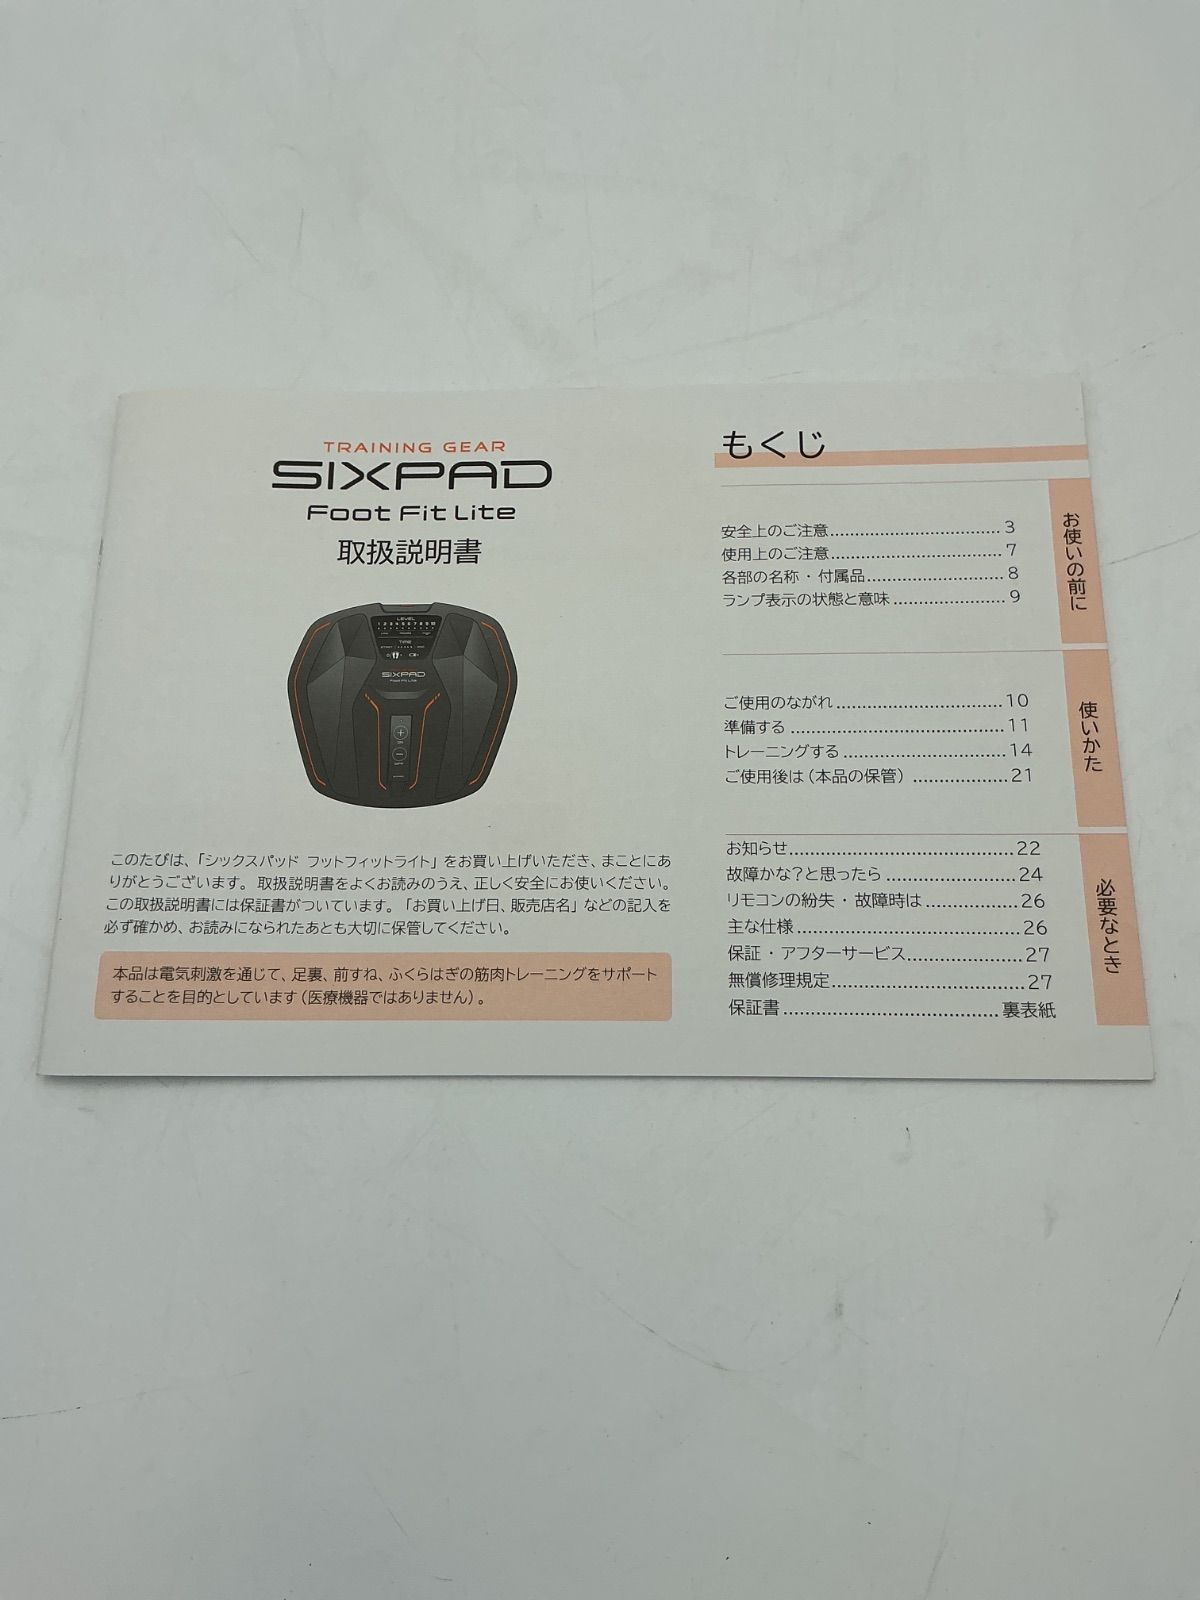 TRAINING GEAR
SIXPAD
Foot Fit Lite
取扱説明書
LEVEL
1 2 3 4 5 6 7 8 9 10
TIME
SIXPAD
Foot Fit Lite
このたびは、「シックスパッド フットフィットライト」をお買い上げいただき、まことにあ
りがとうございます。取扱説明書をよくお読みのうえ、正しく安全にお使いください。
この取扱説明書には保証書がついています。「お買い上げ日、販売店名」などの記入を
必ず確かめ、お読みになられたあとも大切に保管してください。
本品は電気刺激を通じて、足裏、前すね、ふくらはぎの筋肉トレーニングをサポート
することを目的としています（医療機器ではありません）。
もくじ
お使いの前に
安全上のご注意 3
使用上のご注意 7
各部の名称・付属品 8
ランプ表示の状態と意味 9
使いかた
ご使用のながれ 10
準備する 11
トレーニングする 14
ご使用後は（本品の保管） 21
必要なとき
お知らせ 22
故障かな？と思ったら 24
リモコンの紛失・故障時は 26
主な仕様 26
保証・アフターサービス 27
無償修理規定 27
保証書 裏表紙